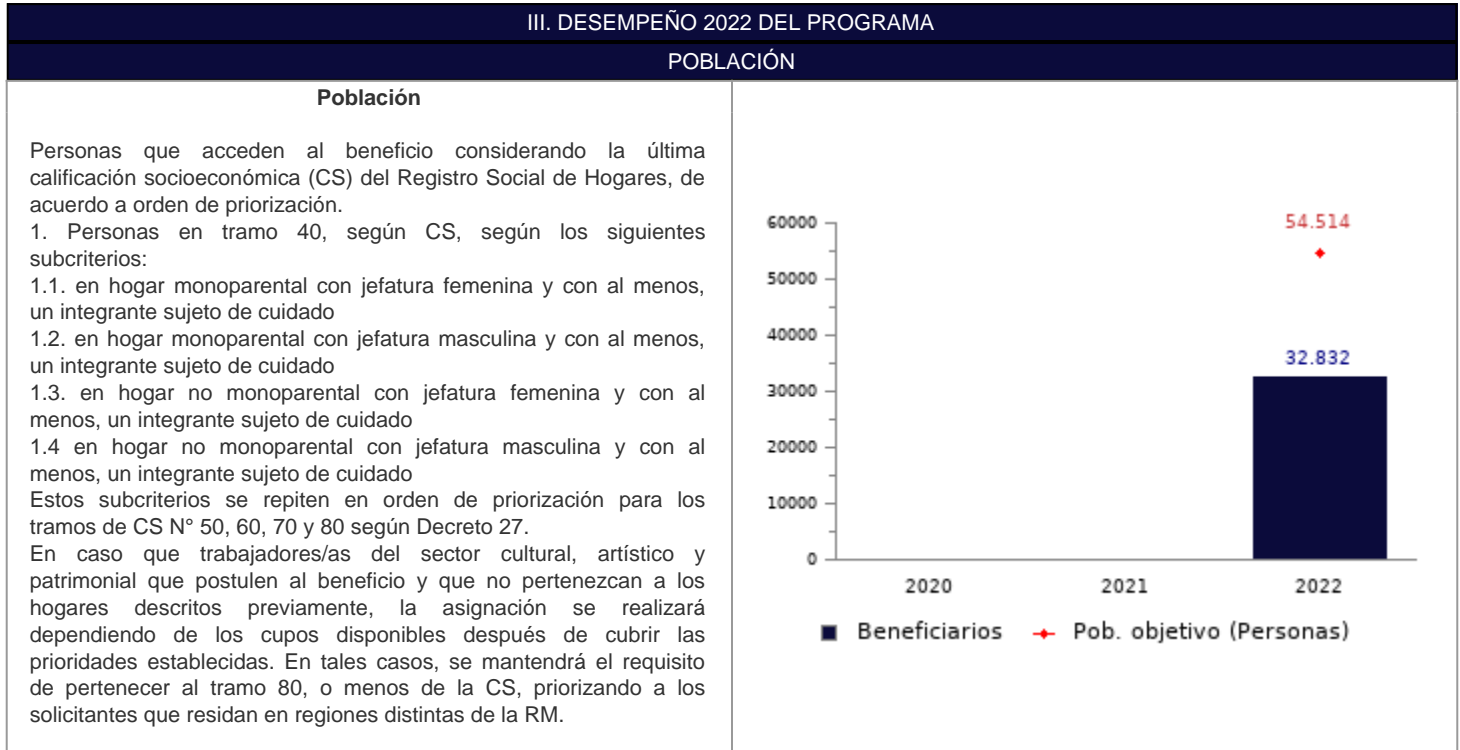 III. DESEMPEÑO 2022 DEL PROGRAMA
POBLACIÓN
Población
Personas que acceden al beneficio considerando la última
calificación socioeconómica (CS) del Registro Social de Hogares, de
acuerdo a orden de priorización.
1. Personas en tramo 40, según CS, según los siguientes
subcriterios:
1.1. en hogar monoparental con jefatura femenina y con al menos,
un integrante sujeto de cuidado
1.2. en hogar monoparental con jefatura masculina y con al menos,
un integrante sujeto de cuidado
1.3. en hogar no monoparental con jefatura femenina y con al
menos, un integrante sujeto de cuidado
1.4 en hogar no monoparental con jefatura masculina y con al
menos, un integrante sujeto de cuidado
Estos subcriterios se repiten en orden de priorización para los
tramos de CS N° 50, 60, 70 y 80 según Decreto 27.
En caso que trabajadores/as del sector cultural, artístico y
patrimonial que postulen al beneficio y que no pertenezcan a los
hogares descritos previamente, la asignación se realizará
dependiendo de los cupos disponibles después de cubrir las
prioridades establecidas. En tales casos, se mantendrá el requisito
de pertenecer al tramo 80, o menos de la CS, priorizando a los
solicitantes que residan en regiones distintas de la RM.
60000
50000
40000
30000
20000
10000
0
54.514
32.832
2020 2021 2022
Beneficiarios Pob. objetivo (Personas)